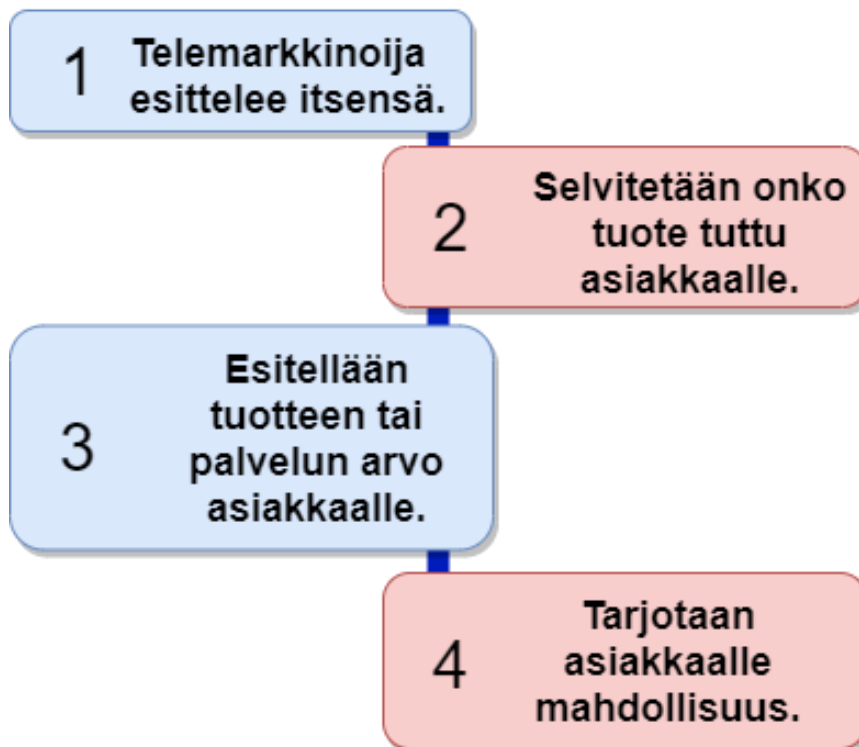 1 Telemarkkinoija
esittelee itsensä.
2 Selvitetään onko
tuote tuttu
asiakkaalle.
3 Esitellään
tuotteen tai
palvelun arvo
asiakkaalle.
4 Tarjotaan
asiakkaalle
mahdollisuus.